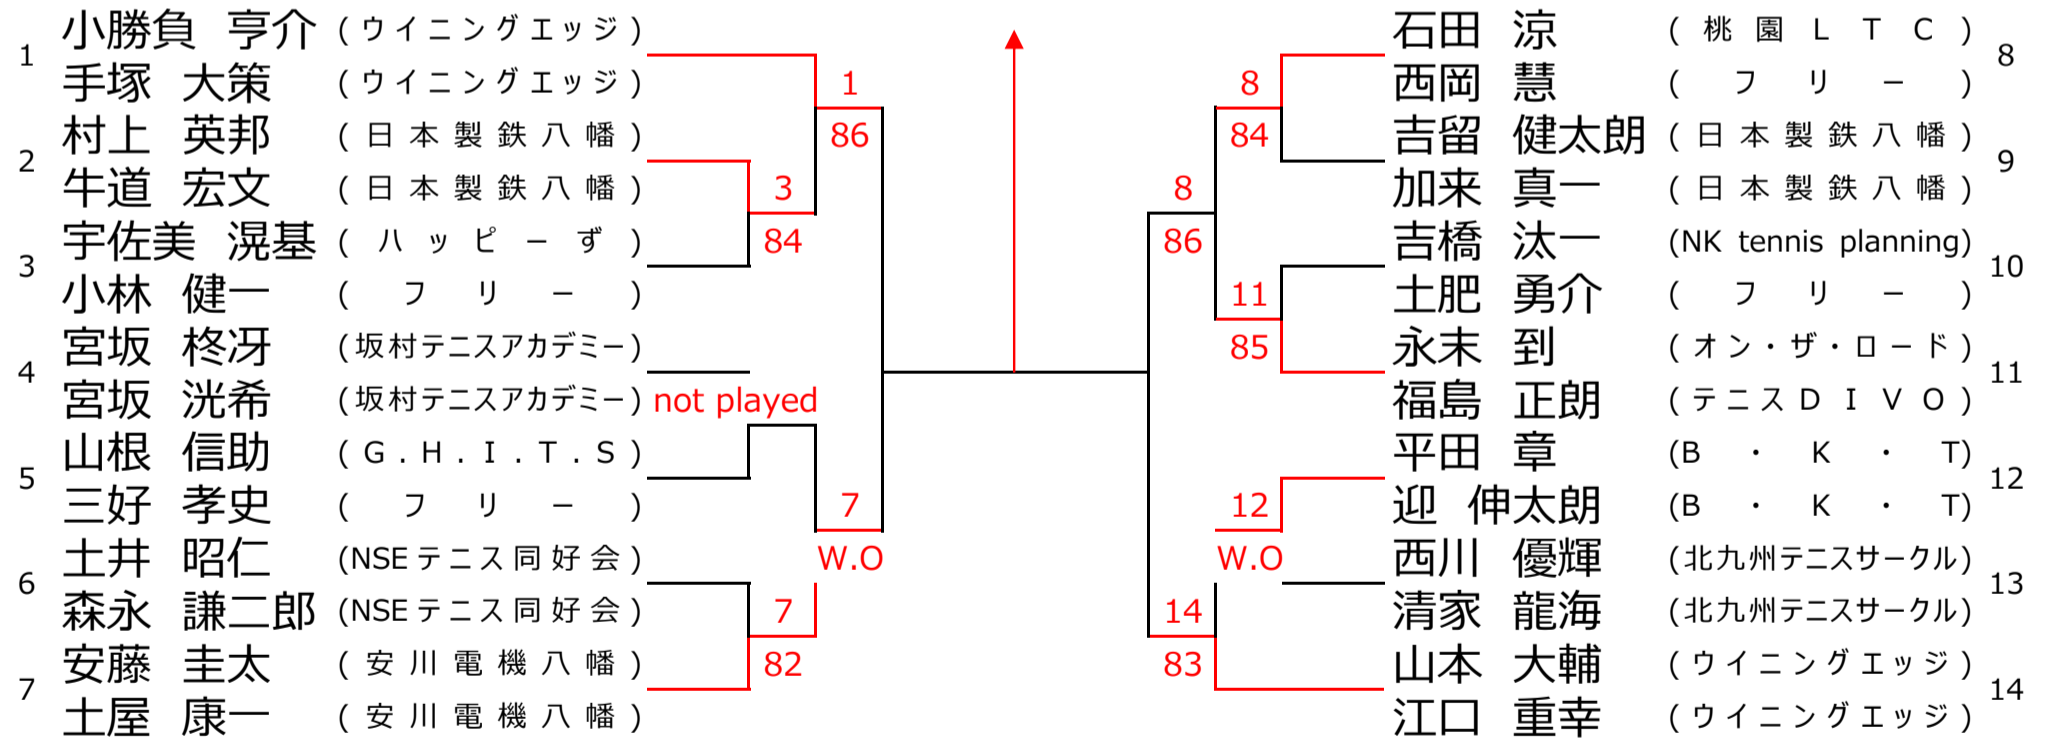 小勝負 亨介 (ウイニングエッジ)
1
手塚 大策 (ウイニングエッジ)
村上 英邦 (日本製鉄八幡)
2
牛道 宏文 (日本製鉄八幡)
宇佐美 滉基 (ハッピーず)
3
小林 健一 (フリー)
宮坂 柊冴 (坂村テニスアカデミー)
4
宮坂 洸希 (坂村テニスアカデミー)
山根 信助 (G.H.I.T.S)
5
三好 孝史 (フリー)
土井 昭仁 (NSEテニス同好会)
6
森永 謙二郎 (NSEテニス同好会)
安藤 圭太 (安川電機八幡)
7
土屋 康一 (安川電機八幡)
1
86
3
84
not played
7
W.O
7
82
8
84
8
86
11
85
12
W.O
14
83
石田 涼 (桃園LTC)
8
西岡 慧 (フリー)
吉留 健太朗 (日本製鉄八幡)
9
加来 真一 (日本製鉄八幡)
吉橋 汰一 (NK tennis planning)
10
土肥 勇介 (フリー)
永末 到 (オン・ザ・ロード)
11
福島 正朗 (テニスDIVO)
平田 章 (B・K・T)
12
迎 伸太朗 (B・K・T)
西川 優輝 (北九州テニスサークル)
13
清家 龍海 (北九州テニスサークル)
山本 大輔 (ウイニングエッジ)
14
江口 重幸 (ウイニングエッジ)